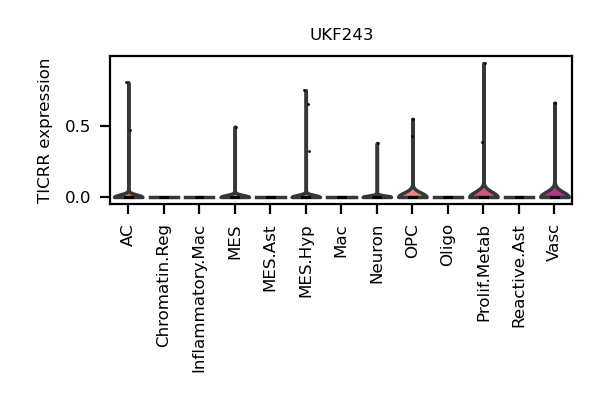 UKF243
TICRR expression
0.5
0.0
AC
Chromatin.Reg
Inflammatory.Mac
MES
MES.Ast
MES.Hyp
Mac
Neuron
OPC
Oligo
Prolif.Metab
Reactive.Ast
Vasc